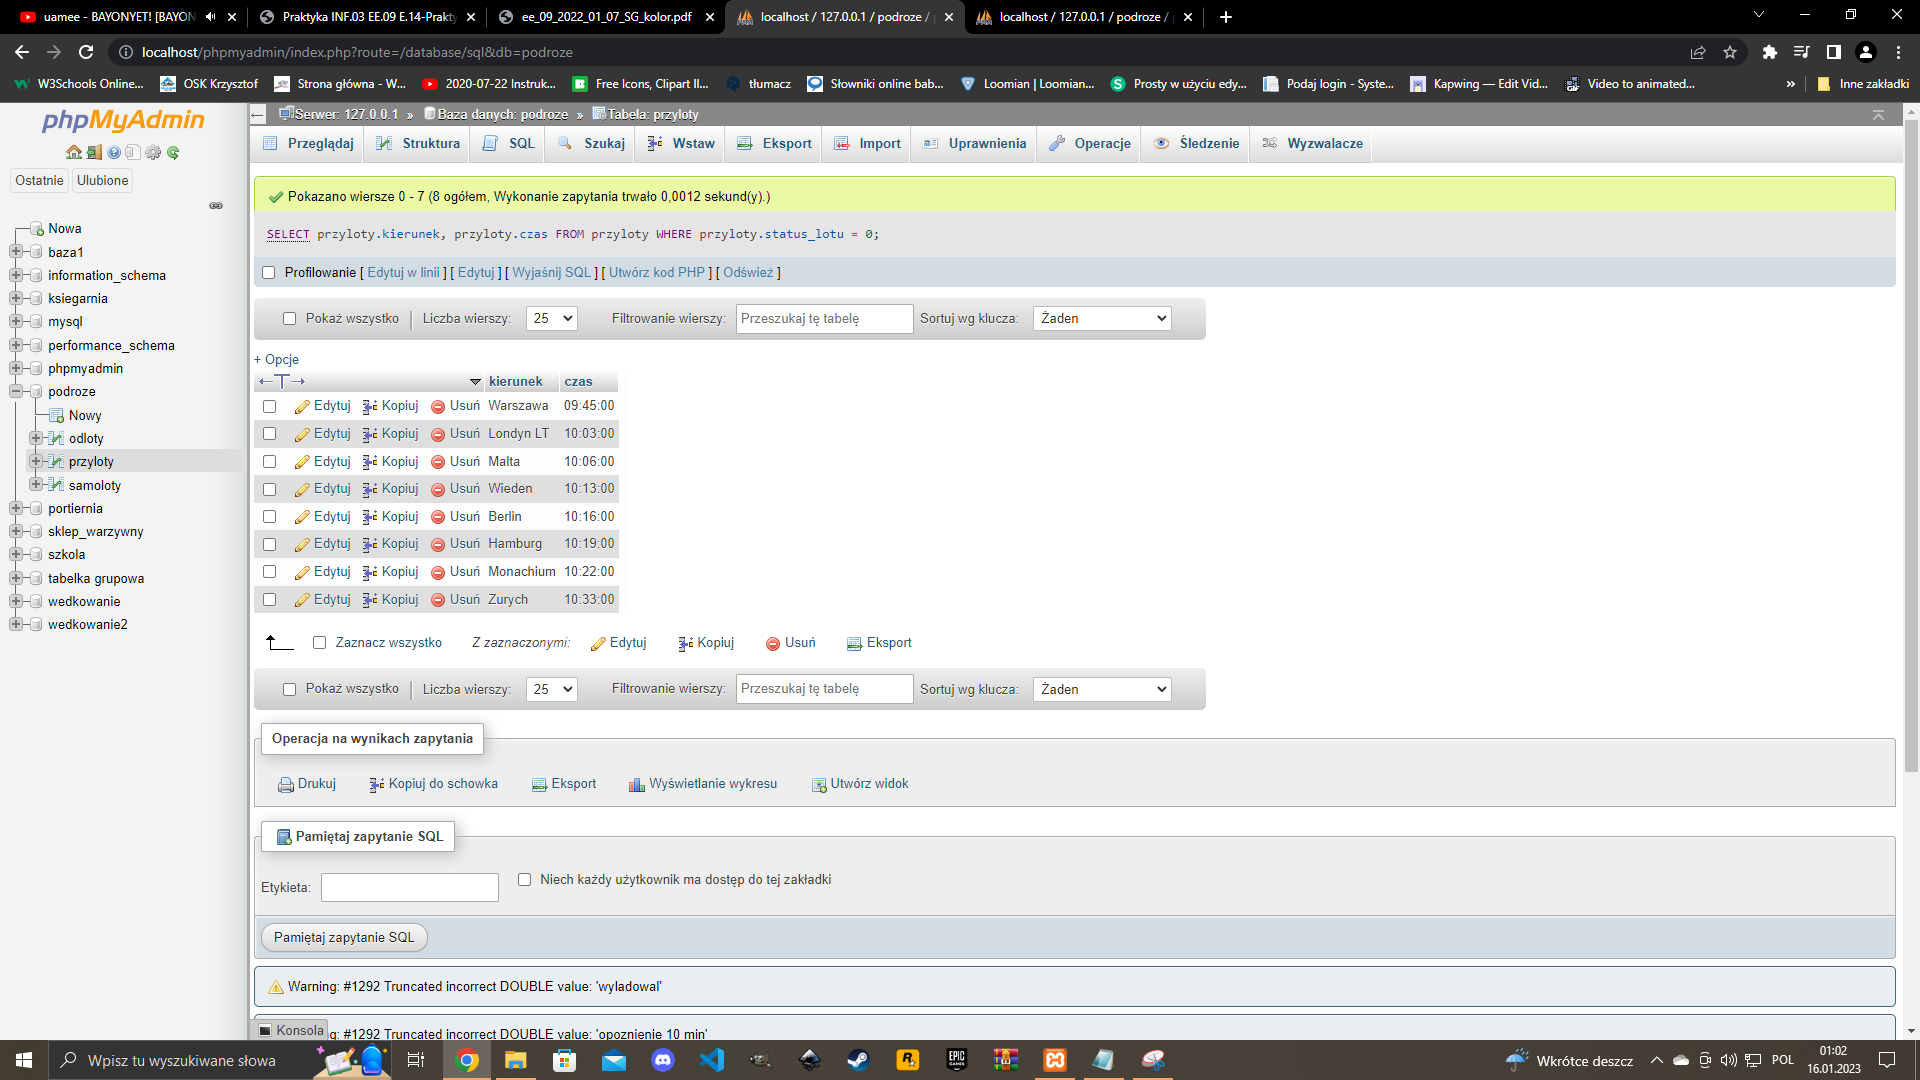 uamee - BAYONYET! [BAYON
Praktyka INF.03 EE.09 E.14-Prakty
ee_09_2022_01_07_SG_kolor.pdf
localhost / 127.0.0.1 / podroze /
localhost / 127.0.0.1 / podroze /
localhost/phpmyadmin/index.php?route=/database/sql&db=podroze
W3Schools Online...
OSK Krzysztof
Strona główna - W...
2020-07-22 Instruk...
Free Icons, Clipart Il...
tłumacz
Słowniki online bab...
Loomian | Loomian...
Prosty w użyciu edy...
Podaj login - Syste...
Kapwing — Edit Vid...
Video to animated...
»
Inne zakładki
phpMyAdmin
Ostatnie
Ulubione
Nowa
baza1
information_schema
ksiegarnia
mysql
performance_schema
phpmyadmin
podroze
Nowy
odloty
przyloty
samoloty
portiernia
sklep_warzywny
szkola
tabelka grupowa
wedkowanie
wedkowanie2
Serwer: 127.0.0.1 » Baza danych: podroze » Tabela: przyloty
Przeglądaj
Struktura
SQL
Szukaj
Wstaw
Eksport
Import
Uprawnienia
Operacje
Śledzenie
Wyzwalacze
Pokazano wiersze 0 - 7 (8 ogółem, Wykonanie zapytania trwało 0,0012 sekund(y).)
SELECT przyloty.kierunek, przyloty.czas FROM przyloty WHERE przyloty.status_lotu = 0;
Profilowanie [ Edytuj w linii ] [ Edytuj ] [ Wyjaśnij SQL ] [ Utwórz kod PHP ] [ Odśwież ]
Pokaż wszystko
Liczba wierszy:
25
Filtrowanie wierszy:
Przeszukaj tę tabelę
Sortuj wg klucza:
Żaden
+ Opcje
←T→
kierunek czas
Edytuj Kopiuj Usuń Warszawa 09:45:00
Edytuj Kopiuj Usuń Londyn LT 10:03:00
Edytuj Kopiuj Usuń Malta 10:06:00
Edytuj Kopiuj Usuń Wieden 10:13:00
Edytuj Kopiuj Usuń Berlin 10:16:00
Edytuj Kopiuj Usuń Hamburg 10:19:00
Edytuj Kopiuj Usuń Monachium 10:22:00
Edytuj Kopiuj Usuń Zurych 10:33:00
Zaznacz wszystko
Z zaznaczonymi:
Edytuj
Kopiuj
Usuń
Eksport
Pokaż wszystko
Liczba wierszy:
25
Filtrowanie wierszy:
Przeszukaj tę tabelę
Sortuj wg klucza:
Żaden
Operacja na wynikach zapytania
Drukuj
Kopiuj do schowka
Eksport
Wyświetlanie wykresu
Utwórz widok
Pamiętaj zapytanie SQL
Etykieta:
Niech każdy użytkownik ma dostęp do tej zakładki
Pamiętaj zapytanie SQL
Warning: #1292 Truncated incorrect DOUBLE value: 'wyladowal'
Konsola
g: #1292 Truncated incorrect DOUBLE value: 'opoznienie 10 min'
Wpisz tu wyszukiwane słowa
EPIC GAMES
Wkrótce deszcz
POL
01:02
16.01.2023